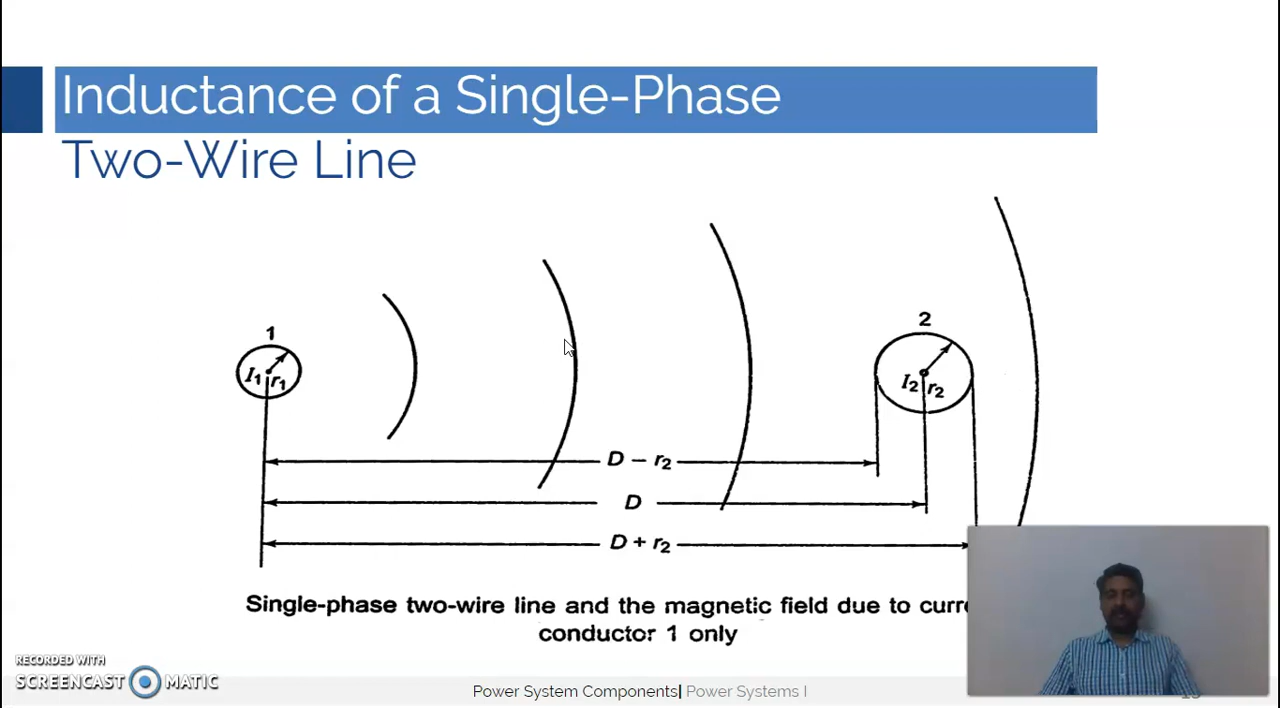 Inductance of a Single-Phase
Two-Wire Line
1
2
I₁ r₁
I₂ r₂
D − r₂
D
D + r₂
Single-phase two-wire line and the magnetic field due to
conductor 1 only
RECORDED WITH
SCREENCAST MATIC
Power System Components| Power Systems I